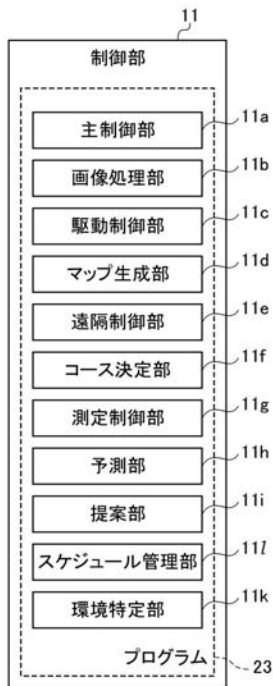 11
制御部
主制御部 11a
画像処理部 11b
駆動制御部 11c
マップ生成部 11d
遠隔制御部 11e
コース決定部 11f
測定制御部 11g
予測部 11h
提案部 11i
スケジュール管理部 11l
環境特定部 11k
プログラム 23